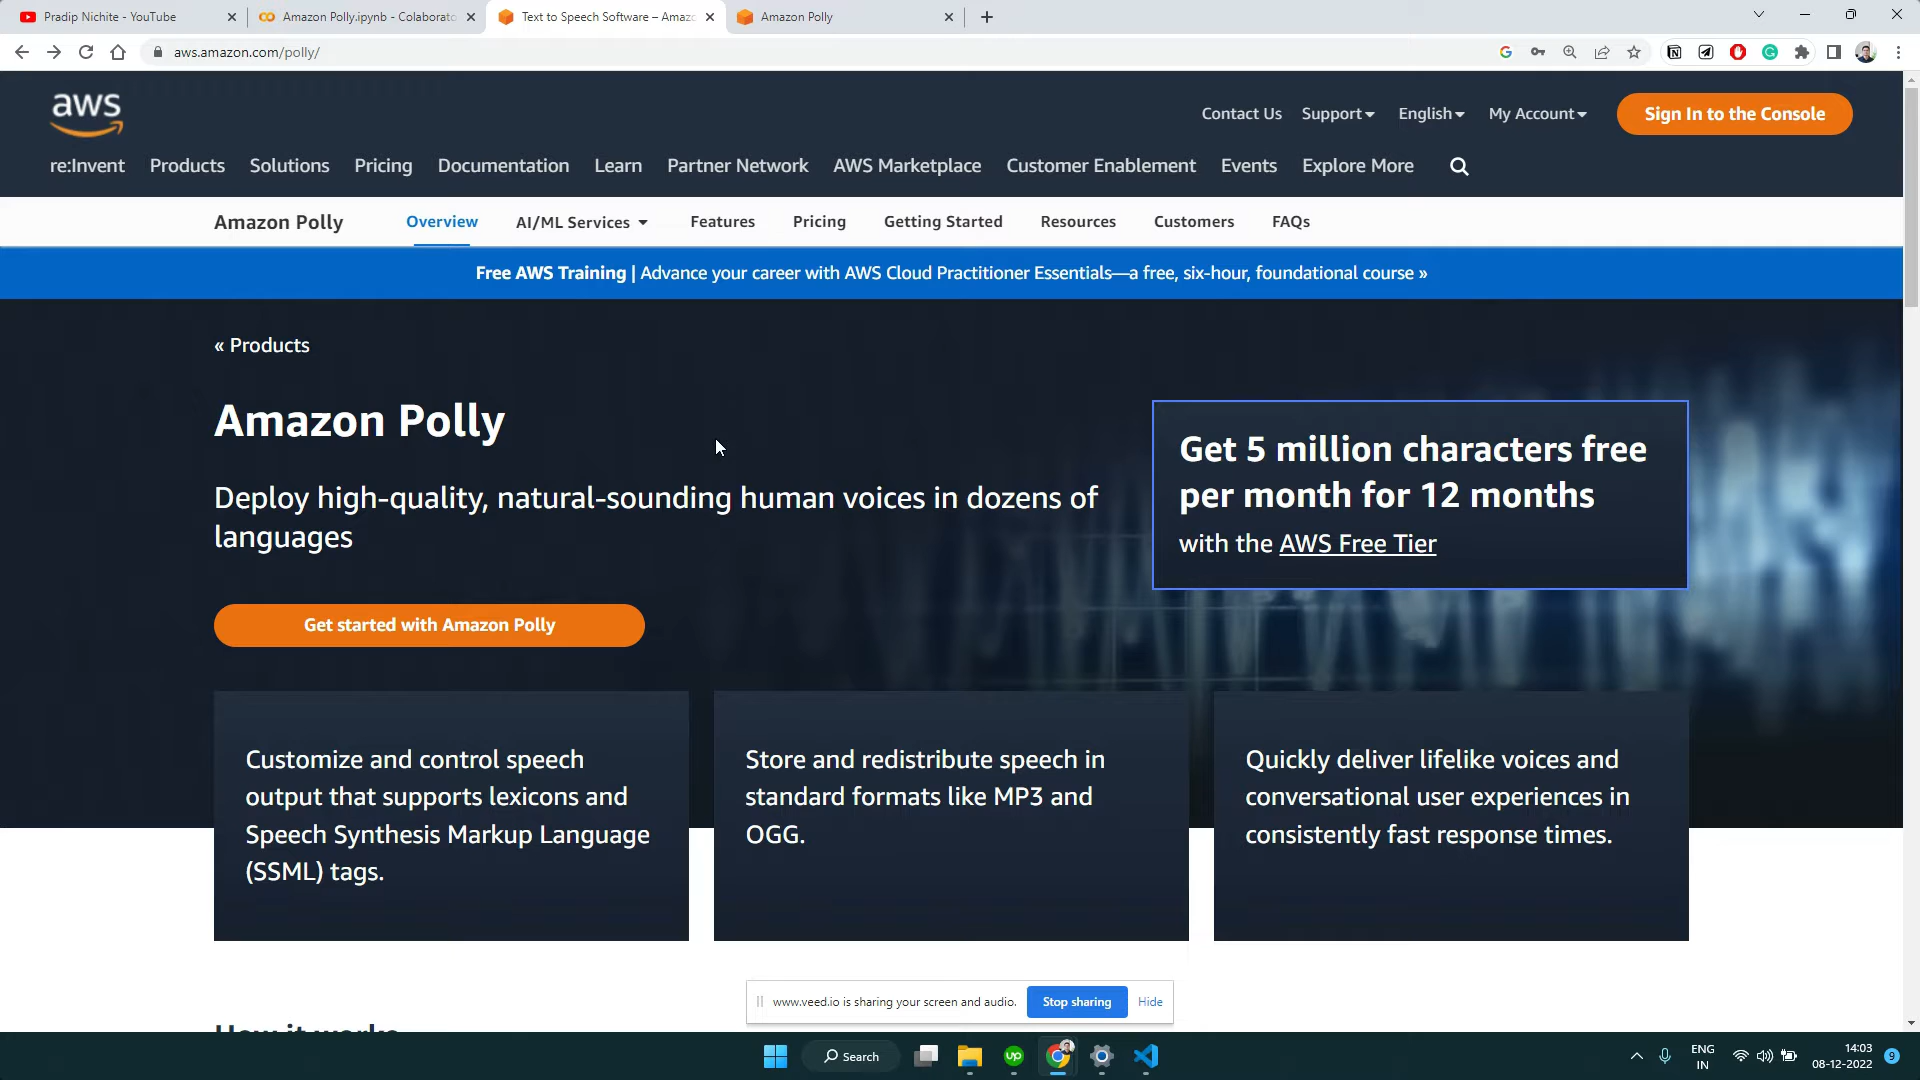 Pradip Nichite - YouTube
Amazon Polly.ipynb - Colaborato
Text to Speech Software – Amaz
Amazon Polly
aws.amazon.com/polly/
aws
Contact Us
Support
English
My Account
Sign In to the Console
re:Invent
Products
Solutions
Pricing
Documentation
Learn
Partner Network
AWS Marketplace
Customer Enablement
Events
Explore More
Amazon Polly
Overview
AI/ML Services
Features
Pricing
Getting Started
Resources
Customers
FAQs
Free AWS Training | Advance your career with AWS Cloud Practitioner Essentials—a free, six-hour, foundational course »
« Products
Amazon Polly
Deploy high-quality, natural-sounding human voices in dozens of
languages
Get started with Amazon Polly
Get 5 million characters free
per month for 12 months
with the AWS Free Tier
Customize and control speech
output that supports lexicons and
Speech Synthesis Markup Language
(SSML) tags.
Store and redistribute speech in
standard formats like MP3 and
OGG.
Quickly deliver lifelike voices and
conversational user experiences in
consistently fast response times.
How it works
www.veed.io is sharing your screen and audio.
Stop sharing
Hide
Search
up
ENG
IN
14:03
08-12-2022
9